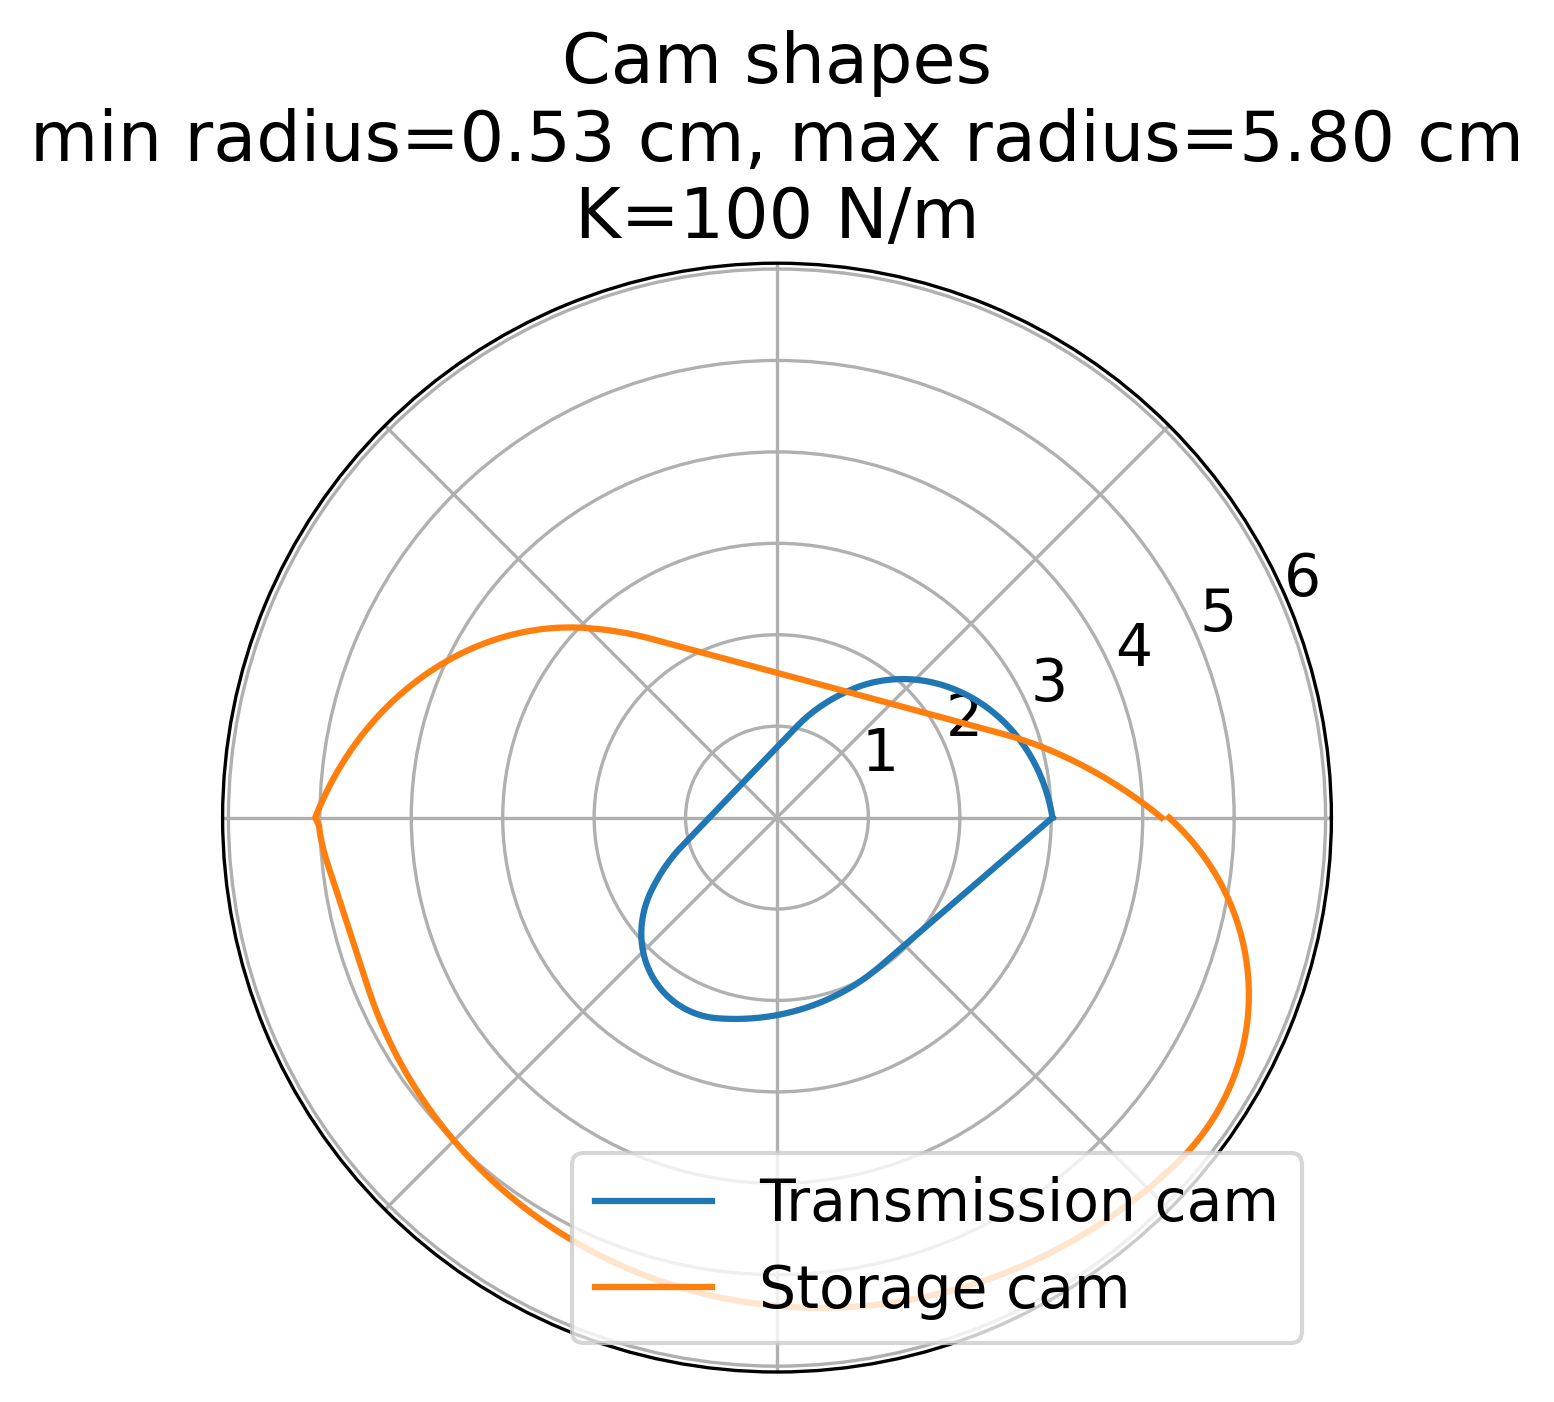 Cam shapes
min radius=0.53 cm, max radius=5.80 cm
K=100 N/m
6
5
4
3
2
1
Transmission cam
Storage cam